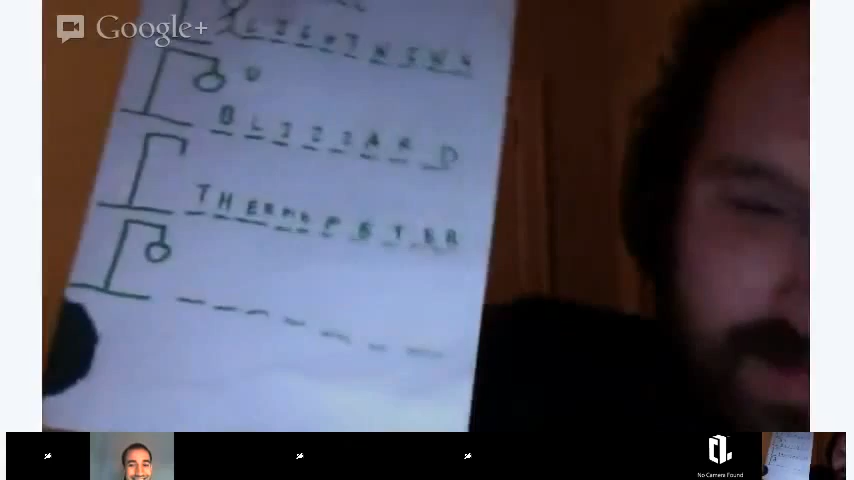 Google+
U
BLIZZARD
THERMOMETER
No Camera Found